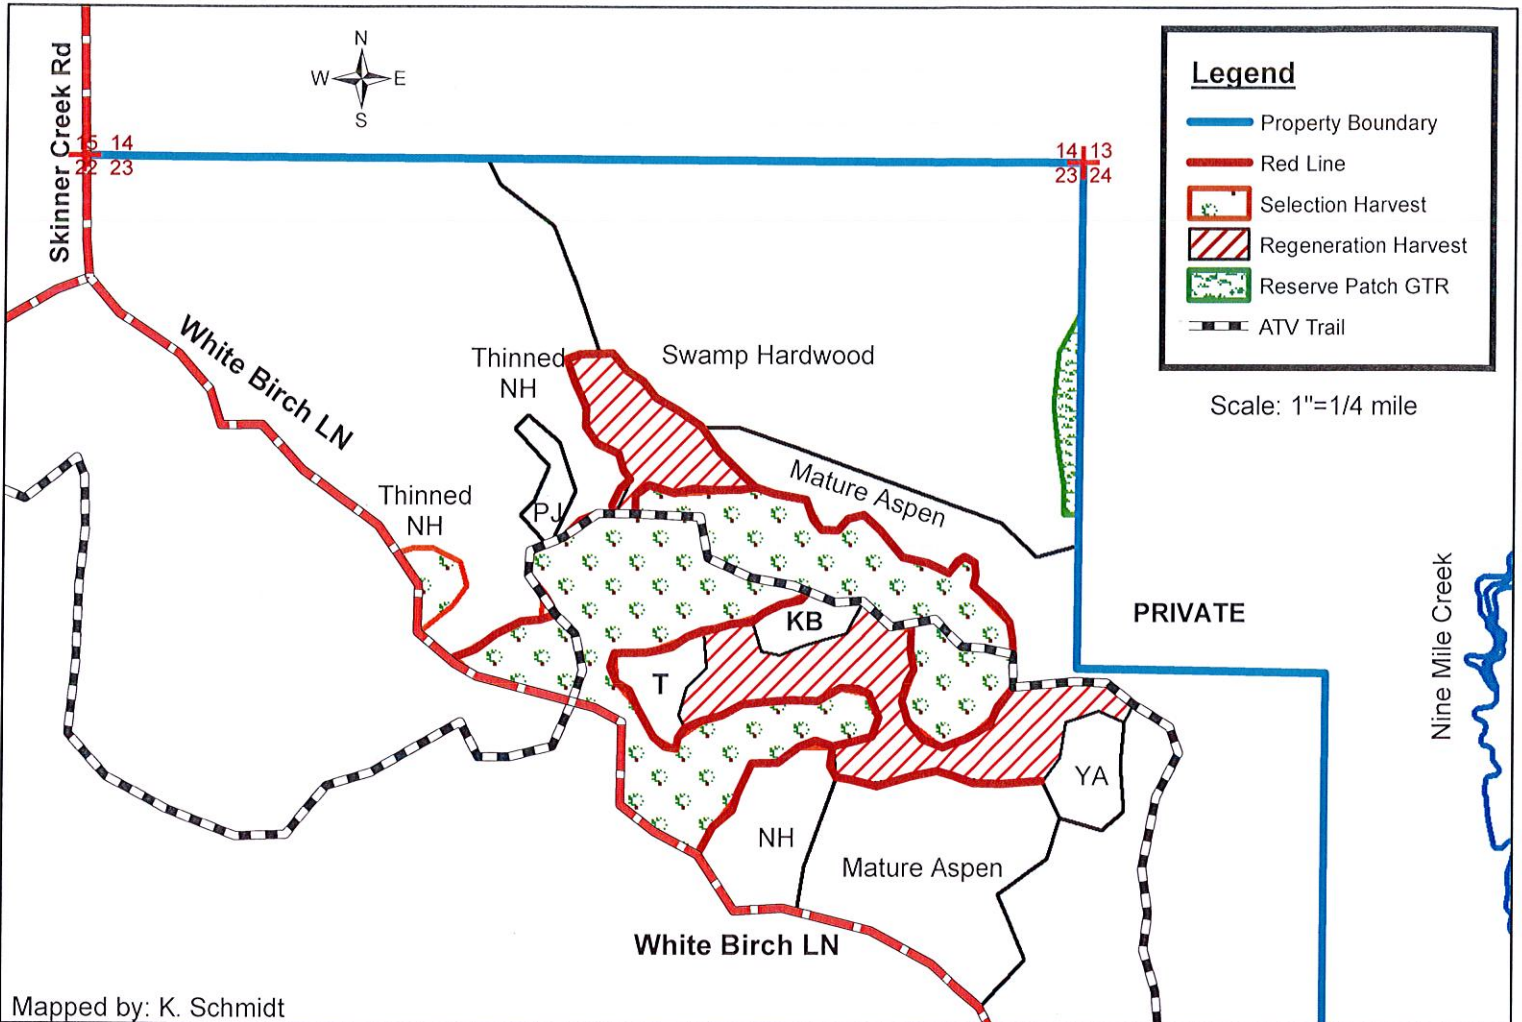 Skinner Creek Rd
N
W E
S
15 14
22 23
14 13
23 24
Legend
Property Boundary
Red Line
Selection Harvest
Regeneration Harvest
Reserve Patch GTR
ATV Trail
Scale: 1"=1/4 mile
White Birch LN
Thinned
NH
Swamp Hardwood
Mature Aspen
Thinned
NH
PJ
KB
T
PRIVATE
Nine Mile Creek
YA
NH
Mature Aspen
White Birch LN
Mapped by: K. Schmidt